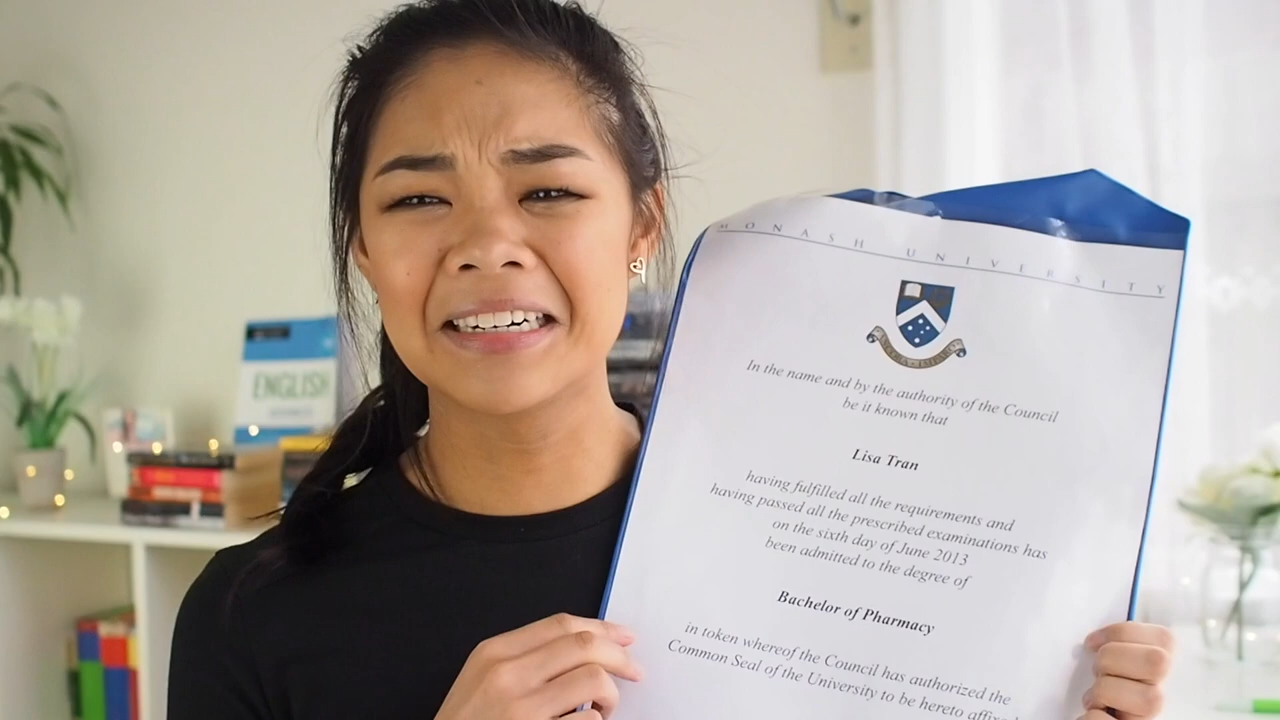 ENGLISH
MONASH UNIVERSITY
In the name and by the authority of the Council
be it known that
Lisa Tran
having fulfilled all the requirements and
having passed all the prescribed examinations has
on the sixth day of June 2013
been admitted to the degree of
Bachelor of Pharmacy
in token whereof the Council has authorized the
Common Seal of the University to be hereto